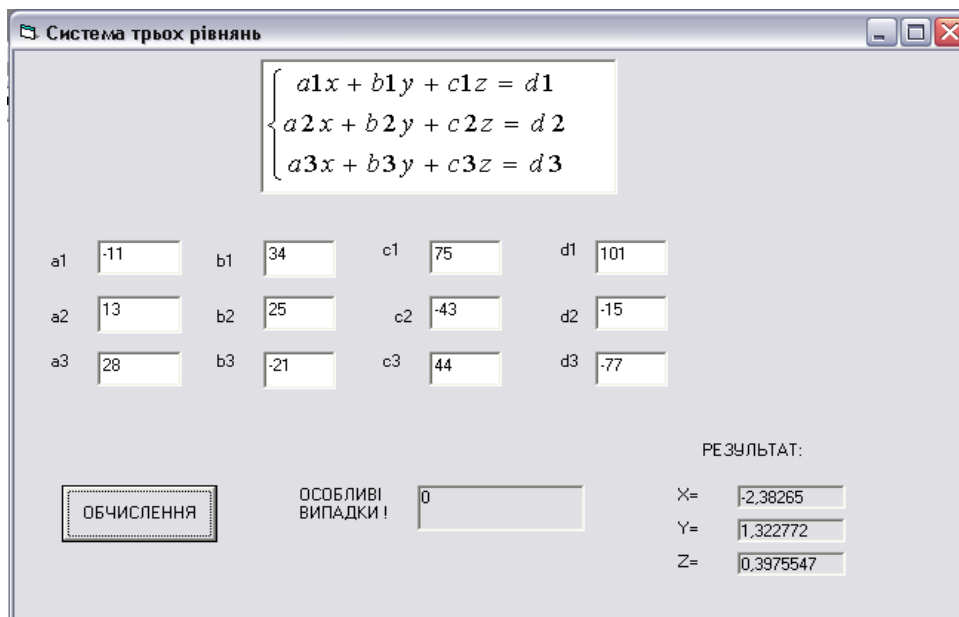 Система трьох рівнянь
a1x + b1y + c1z = d1
a2x + b2y + c2z = d2
a3x + b3y + c3z = d3
a1 -11 b1 34 c1 75 d1 101
a2 13 b2 25 c2 -43 d2 -15
a3 28 b3 -21 c3 44 d3 -77
РЕЗУЛЬТАТ:
ОБЧИСЛЕННЯ
ОСОБЛИВІ
ВИПАДКИ !
0
X= -2,38265
Y= 1,322772
Z= 0,3975547